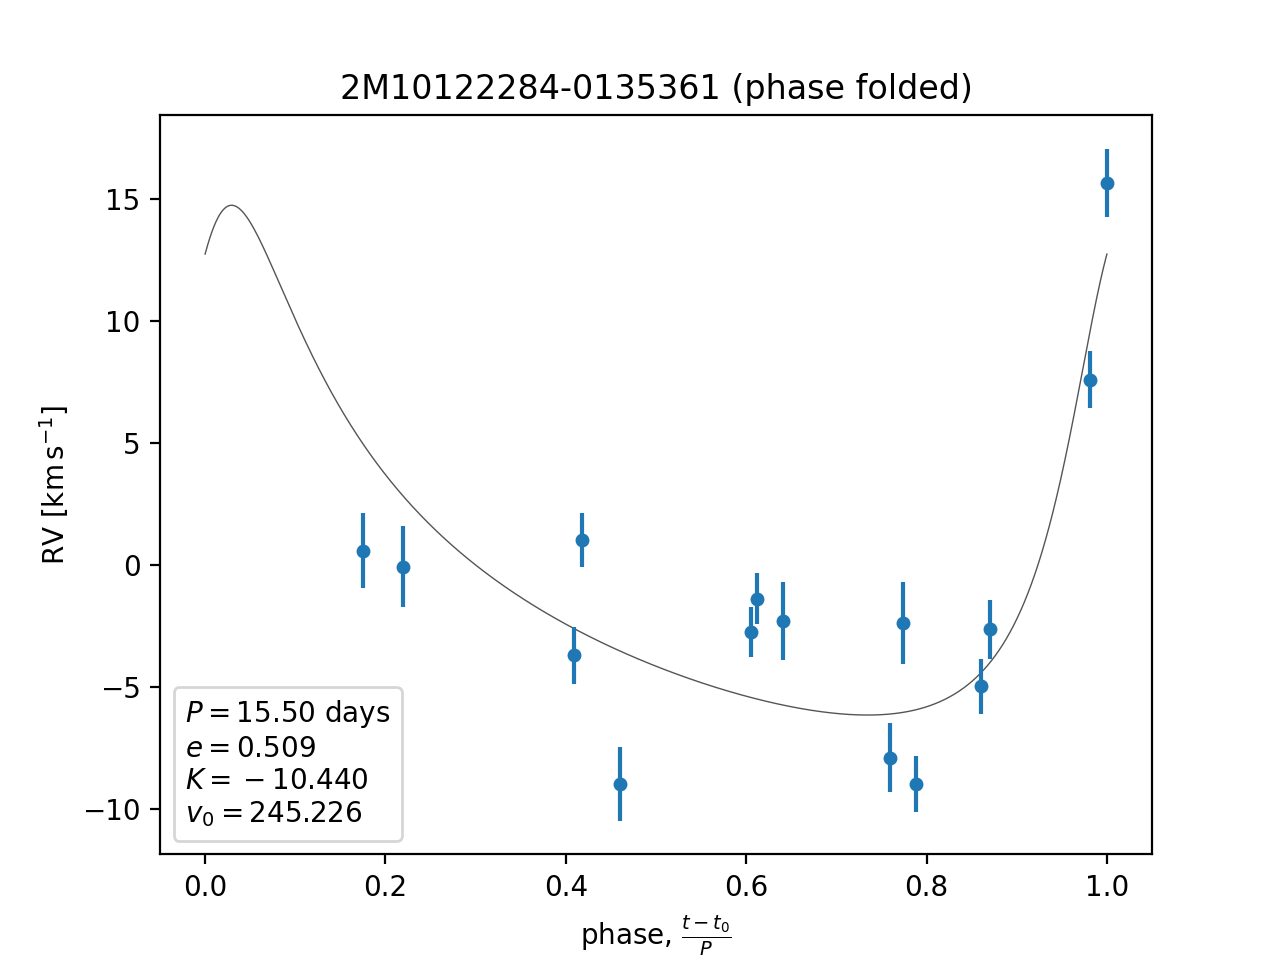 2M10122284-0135361 (phase folded)
RV [km s⁻¹]
15
10
5
0
−5
−10
P = 15.50 days
e = 0.509
K = −10.440
v₀ = 245.226
0.0 0.2 0.4 0.6 0.8 1.0
phase, (t − t₀)/P